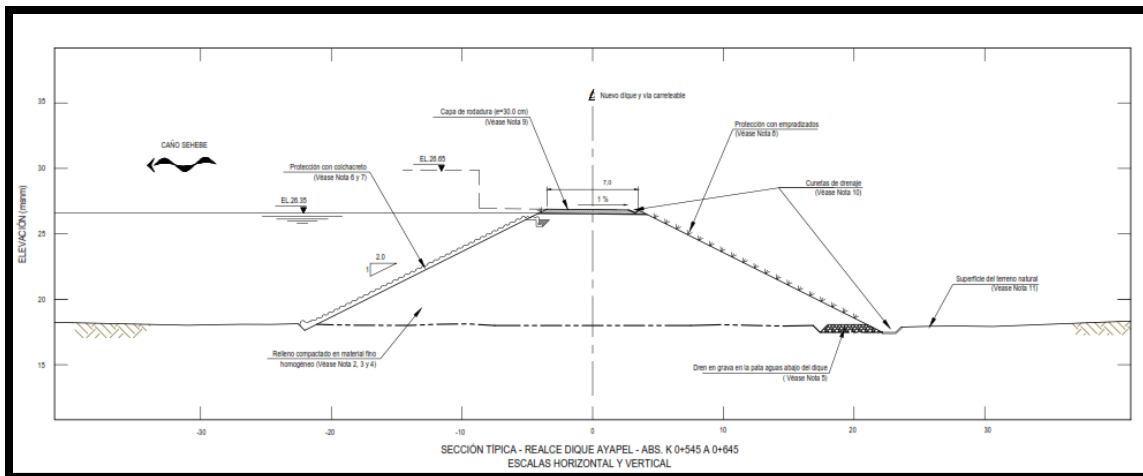 Nuevo dique y vía carreteable
Capa de rodadura (e=30.0 cm)
(Véase Nota 9)
Protección con empradizados
(Véase Nota 8)
CAÑO SEHEBE
EL.26.65
Protección con colchacreto
(Véase Nota 6 y 7)
7,0
1 %
Cunetas de drenaje
(Véase Nota 10)
EL.26.35
2.0
1
Superficie del terreno natural
(Véase Nota 11)
Relleno compactado en material fino
homogéneo (Véase Nota 2, 3 y 4)
Dren en grava en la pata aguas abajo del dique
( Véase Nota 5)
ELEVACIÓN (msnm)
35
30
25
20
15
-30
-20
-10
0
10
20
30
SECCIÓN TÍPICA - REALCE DIQUE AYAPEL - ABS. K 0+545 A 0+645
ESCALAS HORIZONTAL Y VERTICAL